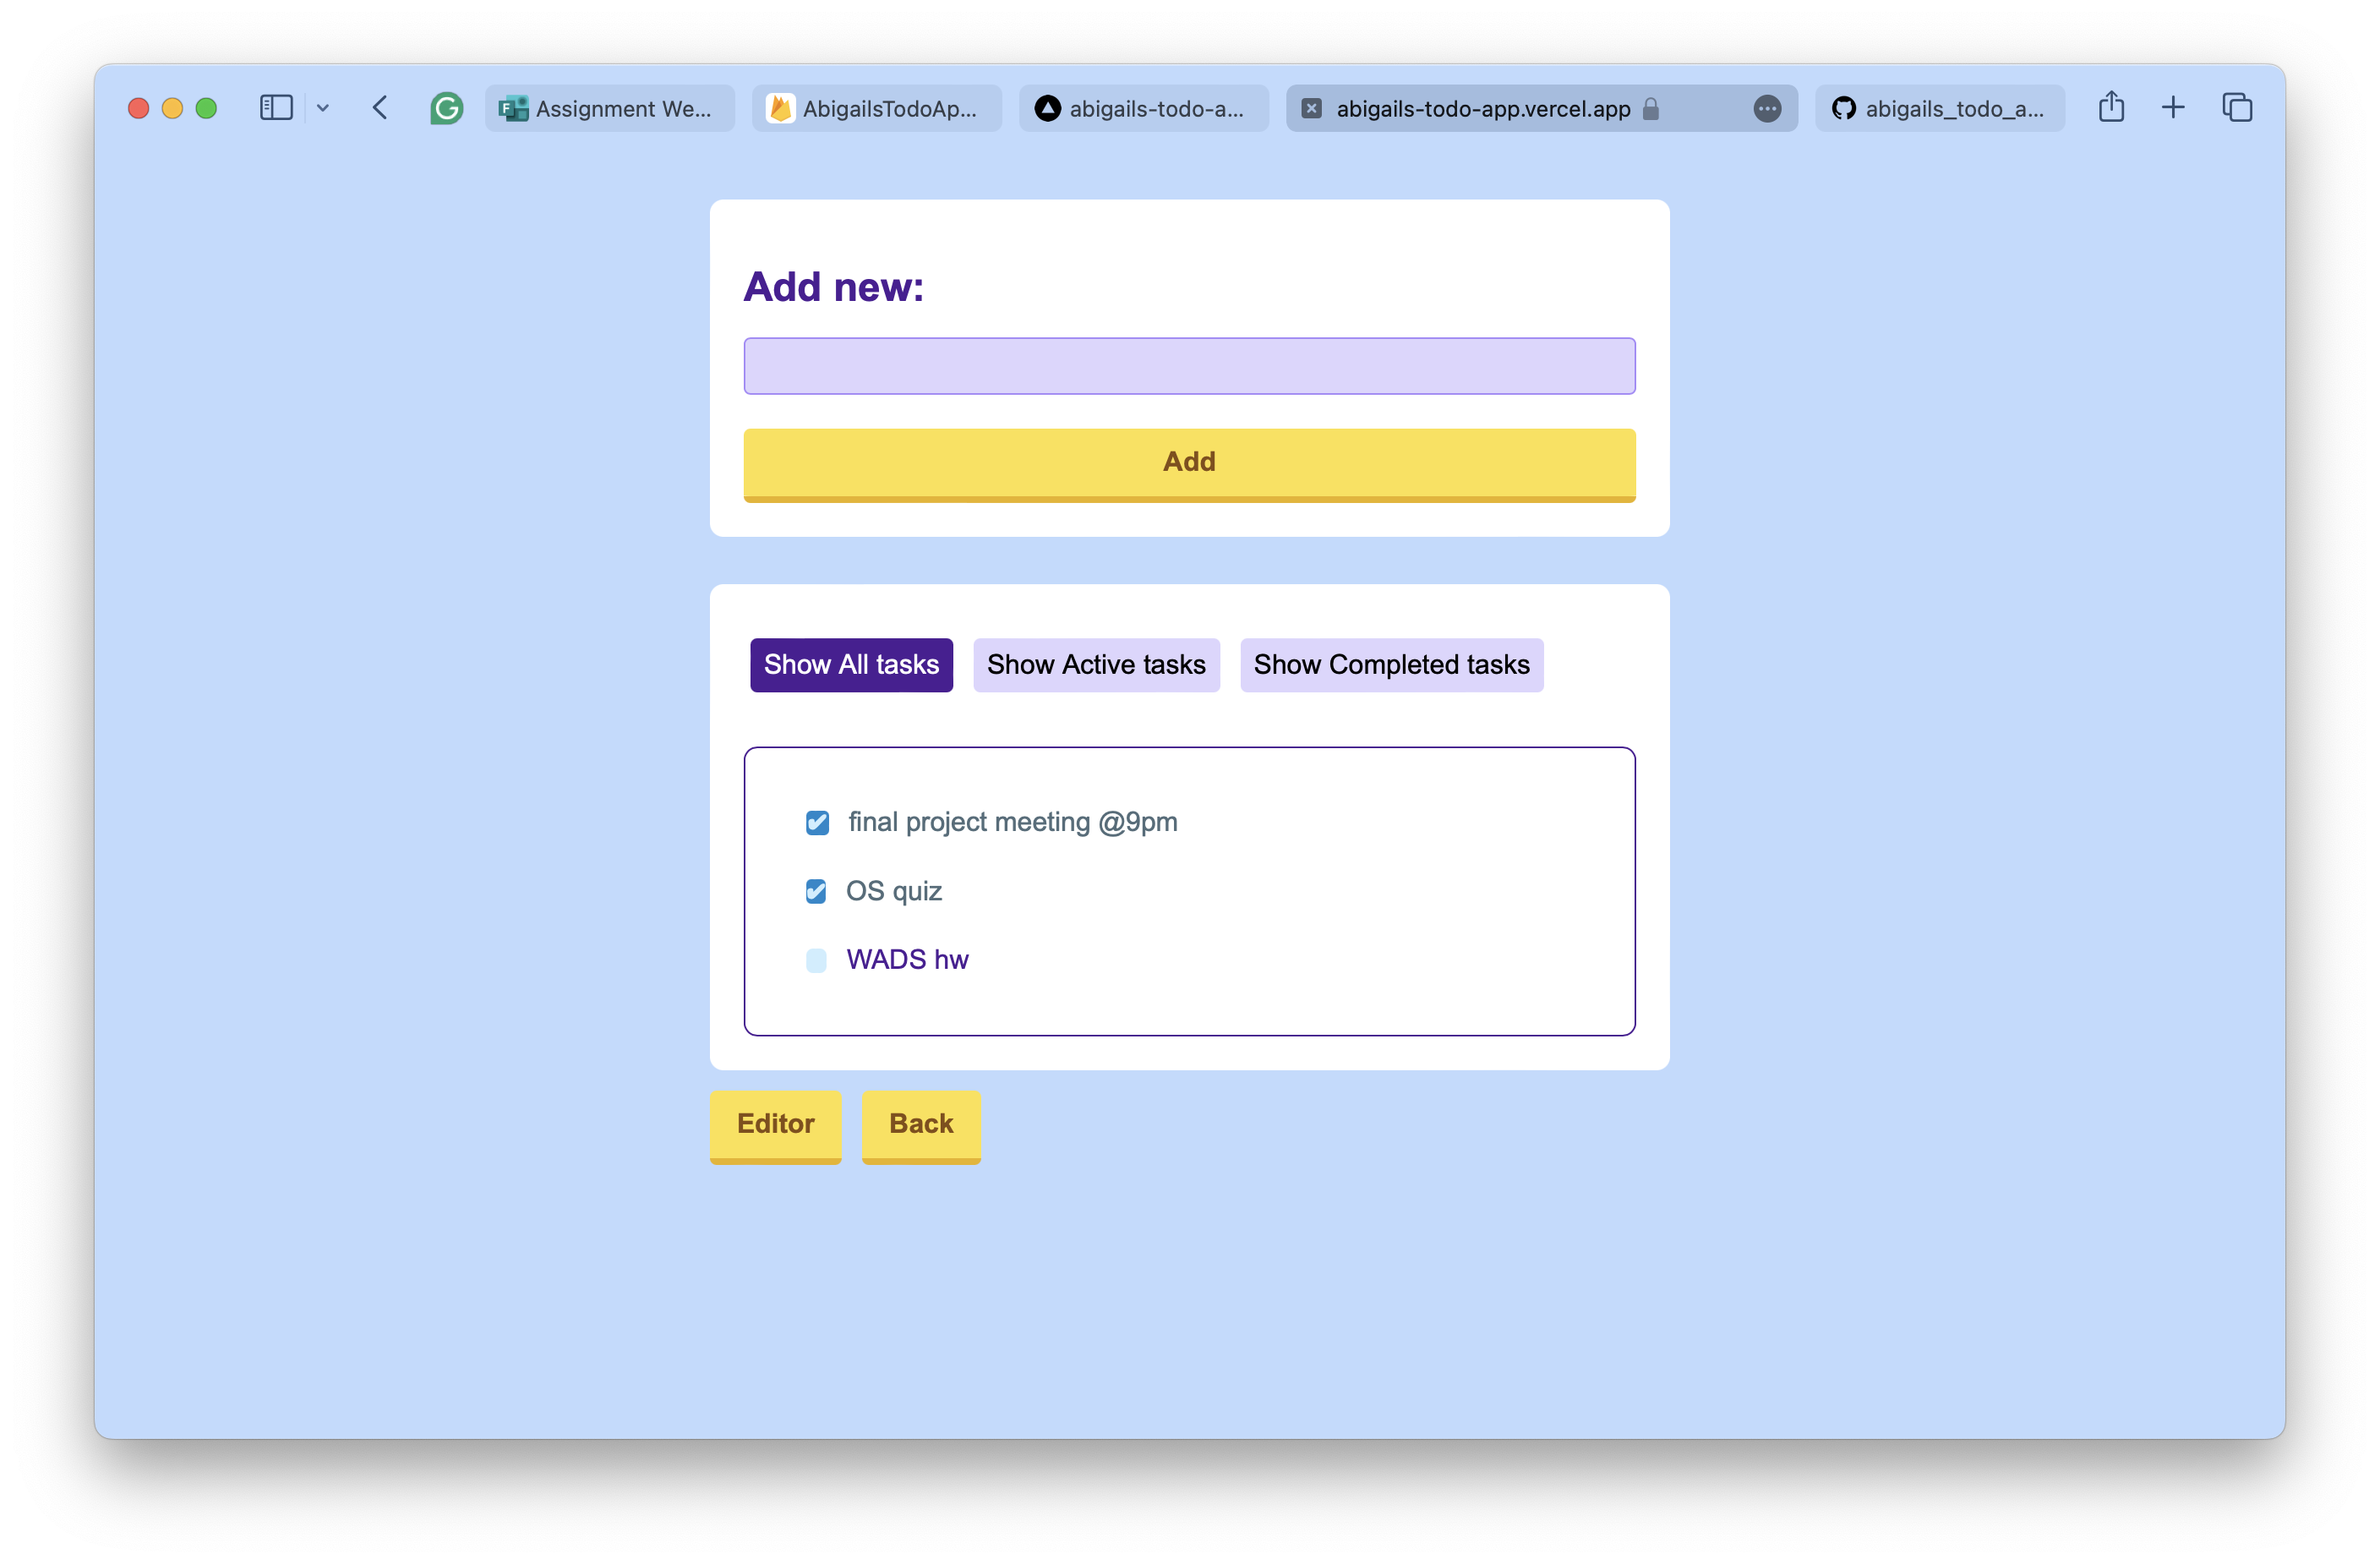 Assignment We...
AbigailsTodoAp...
abigails-todo-a...
abigails-todo-app.vercel.app
abigails_todo_a...
Add new:
Add
Show All tasks
Show Active tasks
Show Completed tasks
final project meeting @9pm
OS quiz
WADS hw
Editor
Back